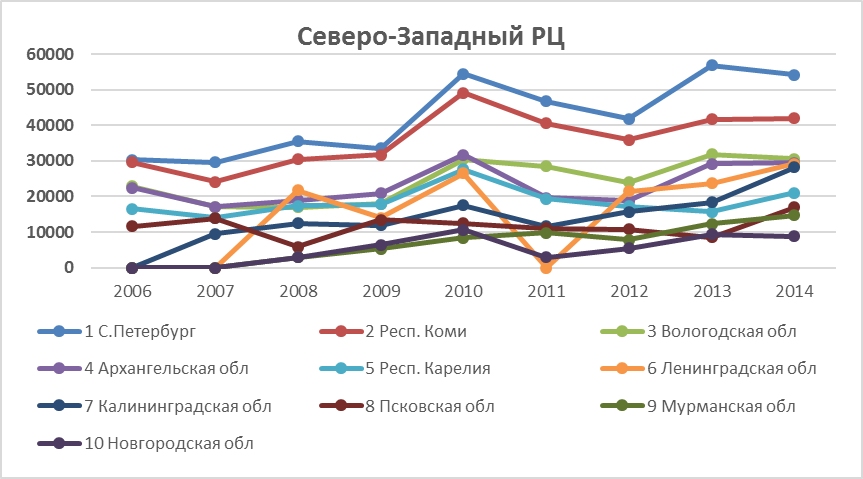 Северо-Западный РЦ
60000
50000
40000
30000
20000
10000
0
2006 2007 2008 2009 2010 2011 2012 2013 2014
1 С.Петербург 2 Респ. Коми 3 Вологодская обл
4 Архангельская обл 5 Респ. Карелия 6 Ленинградская обл
7 Калининградская обл 8 Псковская обл 9 Мурманская обл
10 Новгородская обл